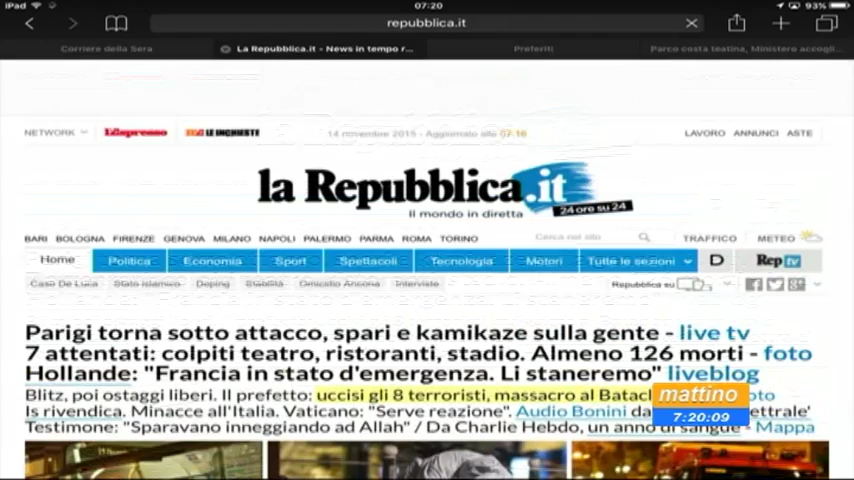 iPad 07:20 93%
repubblica.it
Corriere della Sera La Repubblica.it - News in tempo r... Preferiti Parco costa teatina, Ministero accogli...
NETWORK L'Espresso LE INCHIESTE 14 novembre 2015 - Aggiornato alle 07:16 LAVORO ANNUNCI ASTE
la Repubblica.it
24 ore su 24
Il mondo in diretta
BARI BOLOGNA FIRENZE GENOVA MILANO NAPOLI PALERMO PARMA ROMA TORINO Cerca nel sito TRAFFICO METEO
Home Politica Economia Sport Spettacoli Tecnologia Motori Tutte le sezioni D Rep tv
Caso De Luca Stato Islamico Doping Stabilità Omicidio Ancona Interviste Repubblica su
Parigi torna sotto attacco, spari e kamikaze sulla gente - live tv
7 attentati: colpiti teatro, ristoranti, stadio. Almeno 126 morti - foto
Hollande: "Francia in stato d'emergenza. Li staneremo" liveblog
Blitz, poi ostaggi liberi. Il prefetto: uccisi gli 8 terroristi, massacro al
Is rivendica. Minacce all'Italia. Vaticano: "Serve reazione". Audio Bonini
Testimone: "Sparavano inneggiando ad Allah" / Da Charlie Hebdo, un anno di sangue - Mappa
mattino
7:20:09